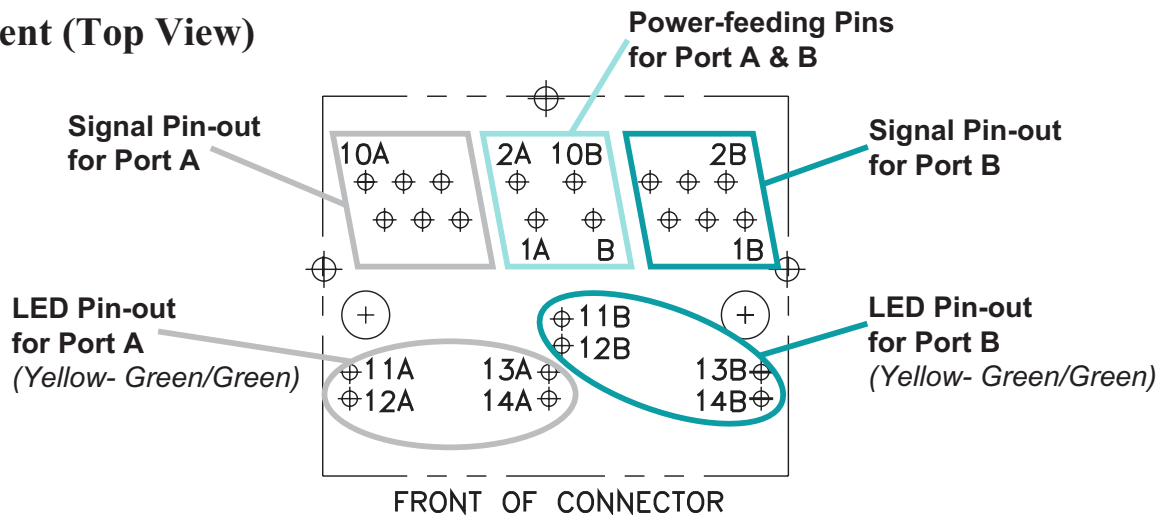 ent (Top View)
Power-feeding Pins
for Port A & B
Signal Pin-out
for Port A
Signal Pin-out
for Port B
10A
2A 10B
2B
1A B
1B
LED Pin-out
for Port A
(Yellow- Green/Green)
LED Pin-out
for Port B
(Yellow- Green/Green)
11B
12B
11A 13A
13B
12A 14A
14B
FRONT OF CONNECTOR